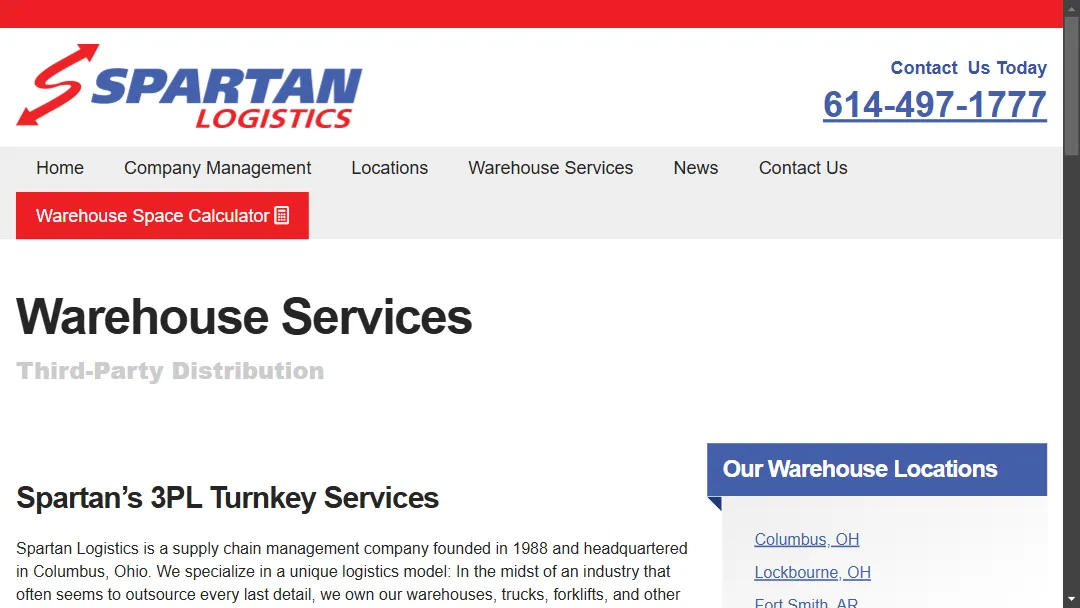 SPARTAN
LOGISTICS
Contact Us Today
614-497-1777
Home Company Management Locations Warehouse Services News Contact Us
Warehouse Space Calculator
Warehouse Services
Third-Party Distribution
Spartan’s 3PL Turnkey Services
Spartan Logistics is a supply chain management company founded in 1988 and headquartered
in Columbus, Ohio. We specialize in a unique logistics model: In the midst of an industry that
often seems to outsource every last detail, we own our warehouses, trucks, forklifts, and other
Our Warehouse Locations
Columbus, OH
Lockbourne, OH
Fort Smith, AR